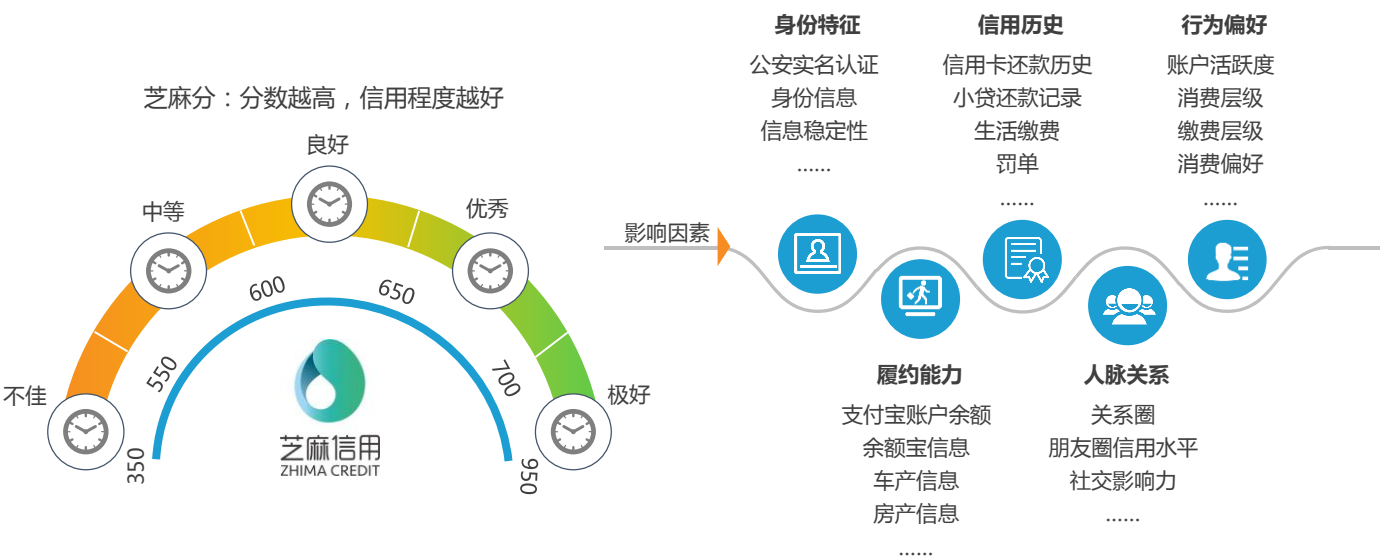 芝麻分：分数越高，信用程度越好
不佳
中等
良好
优秀
极好
350
550
600
650
700
950
芝麻信用
ZHIMA CREDIT
影响因素
身份特征
公安实名认证
身份信息
信息稳定性
......
履约能力
支付宝账户余额
余额宝信息
车产信息
房产信息
......
信用历史
信用卡还款历史
小贷还款记录
生活缴费
罚单
......
人脉关系
关系圈
朋友圈信用水平
社交影响力
......
行为偏好
账户活跃度
消费层级
缴费层级
消费偏好
......